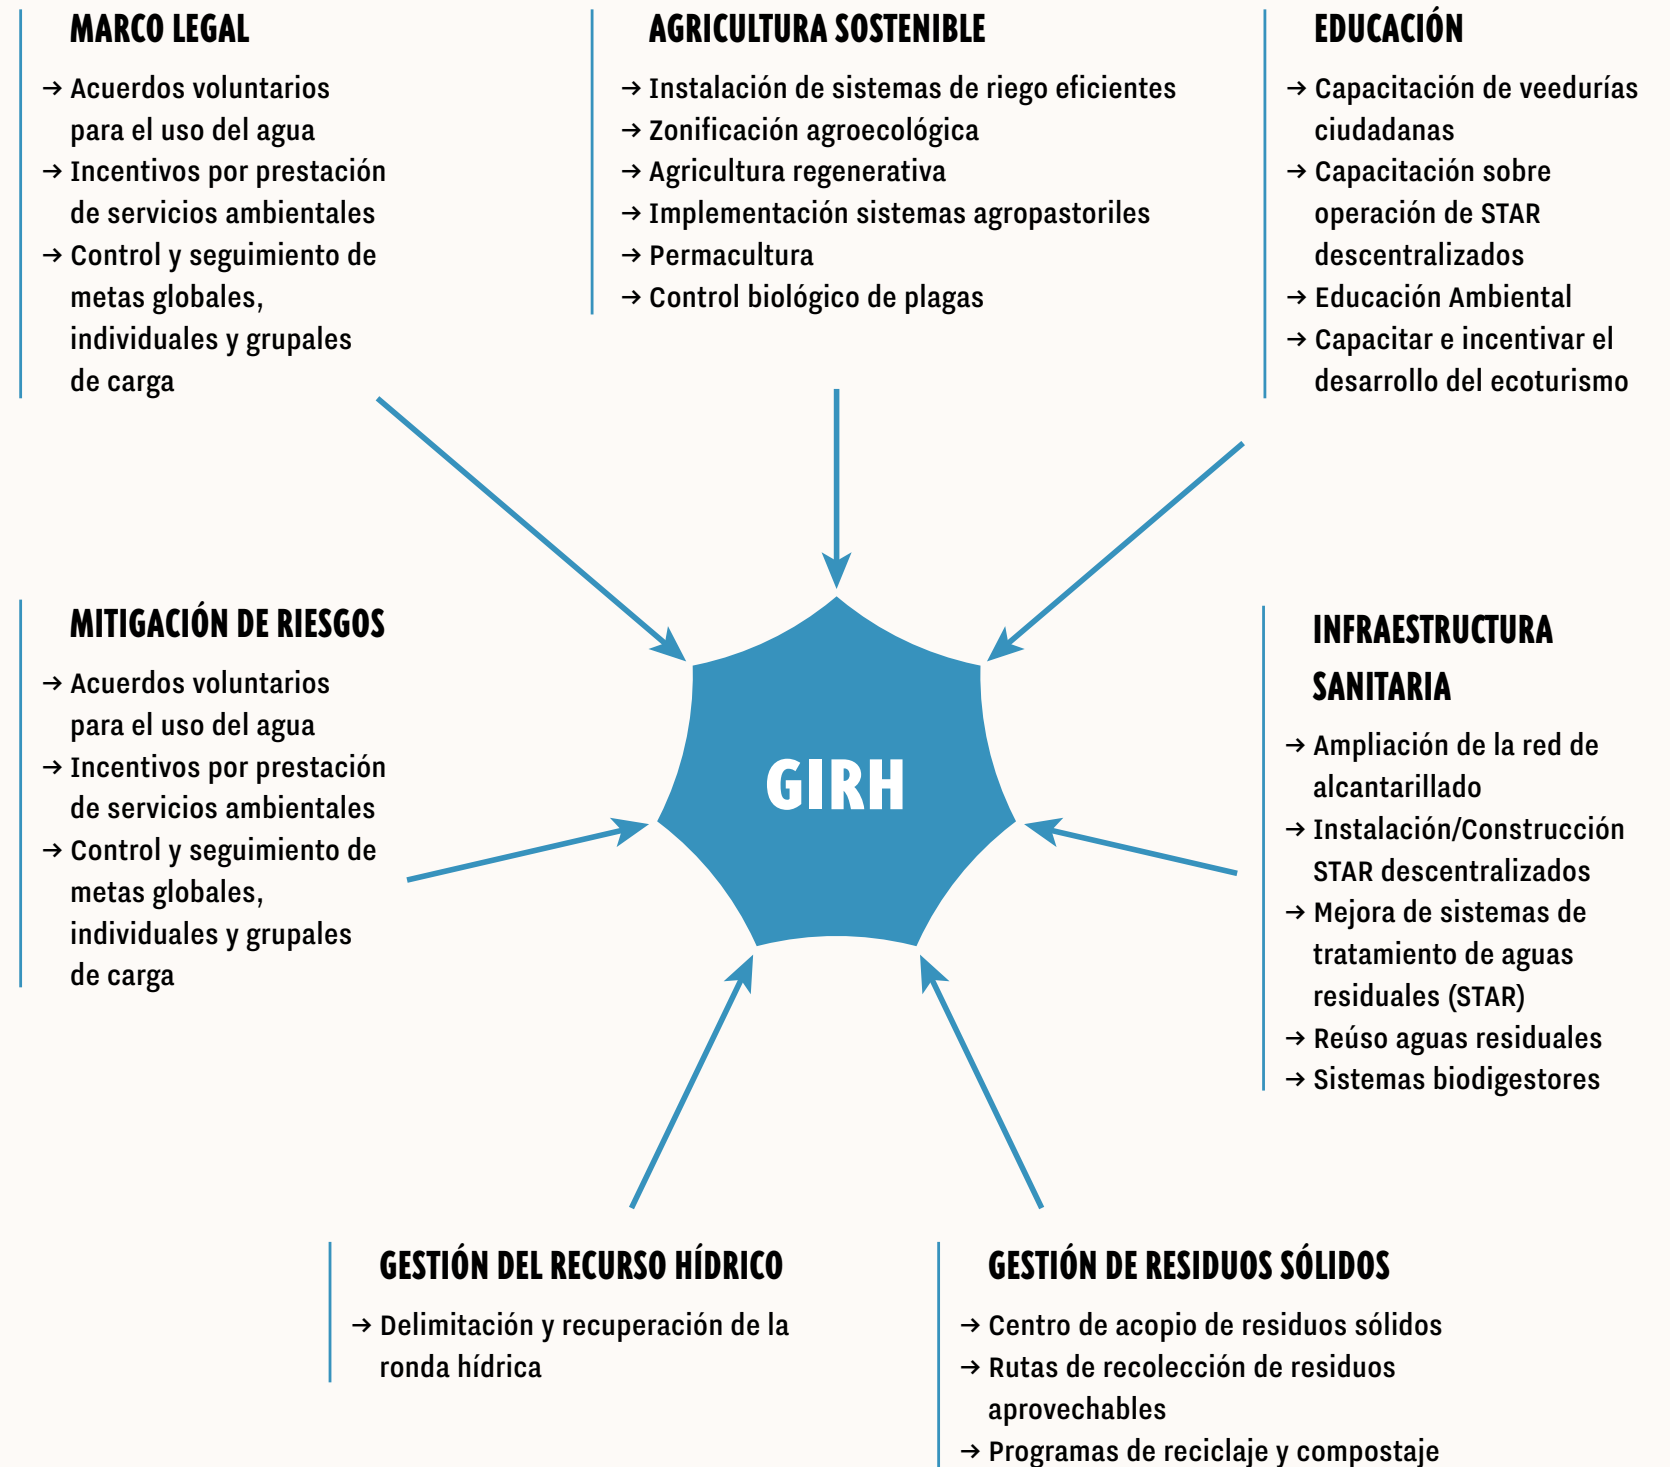 MARCO LEGAL
→ Acuerdos voluntarios
para el uso del agua
→ Incentivos por prestación
de servicios ambientales
→ Control y seguimiento de
metas globales,
individuales y grupales
de carga
AGRICULTURA SOSTENIBLE
→ Instalación de sistemas de riego eficientes
→ Zonificación agroecológica
→ Agricultura regenerativa
→ Implementación sistemas agropastoriles
→ Permacultura
→ Control biológico de plagas
EDUCACIÓN
→ Capacitación de veedurías
ciudadanas
→ Capacitación sobre
operación de STAR
descentralizados
→ Educación Ambiental
→ Capacitar e incentivar el
desarrollo del ecoturismo
MITIGACIÓN DE RIESGOS
→ Acuerdos voluntarios
para el uso del agua
→ Incentivos por prestación
de servicios ambientales
→ Control y seguimiento de
metas globales,
individuales y grupales
de carga
GIRH
INFRAESTRUCTURA
SANITARIA
→ Ampliación de la red de
alcantarillado
→ Instalación/Construcción
STAR descentralizados
→ Mejora de sistemas de
tratamiento de aguas
residuales (STAR)
→ Reúso aguas residuales
→ Sistemas biodigestores
GESTIÓN DEL RECURSO HÍDRICO
→ Delimitación y recuperación de la
ronda hídrica
GESTIÓN DE RESIDUOS SÓLIDOS
→ Centro de acopio de residuos sólidos
→ Rutas de recolección de residuos
aprovechables
→ Programas de reciclaje y compostaje